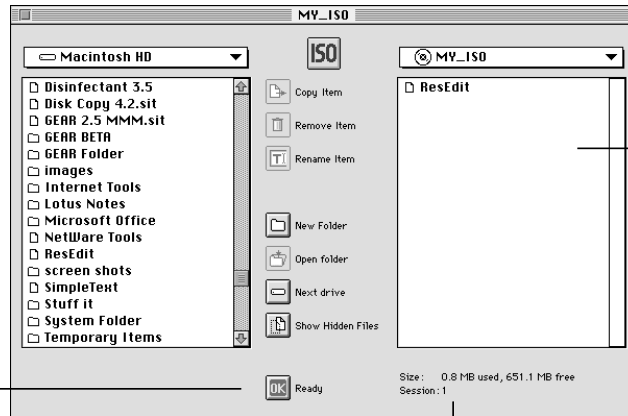 MY_ISO
Macintosh HD
Disinfectant 3.5
Disk Copy 4.2.sit
GEAR 2.5 MMM.sit
GEAR BETA
GEAR Folder
images
Internet Tools
Lotus Notes
Microsoft Office
NetWare Tools
ResEdit
screen shots
SimpleText
Stuff it
System Folder
Temporary Items
ISO
Copy Item
Remove Item
Rename Item
New Folder
Open folder
Next drive
Show Hidden Files
OK Ready
MY_ISO
ResEdit
Size: 0.8 MB used, 651.1 MB free
Session: 1